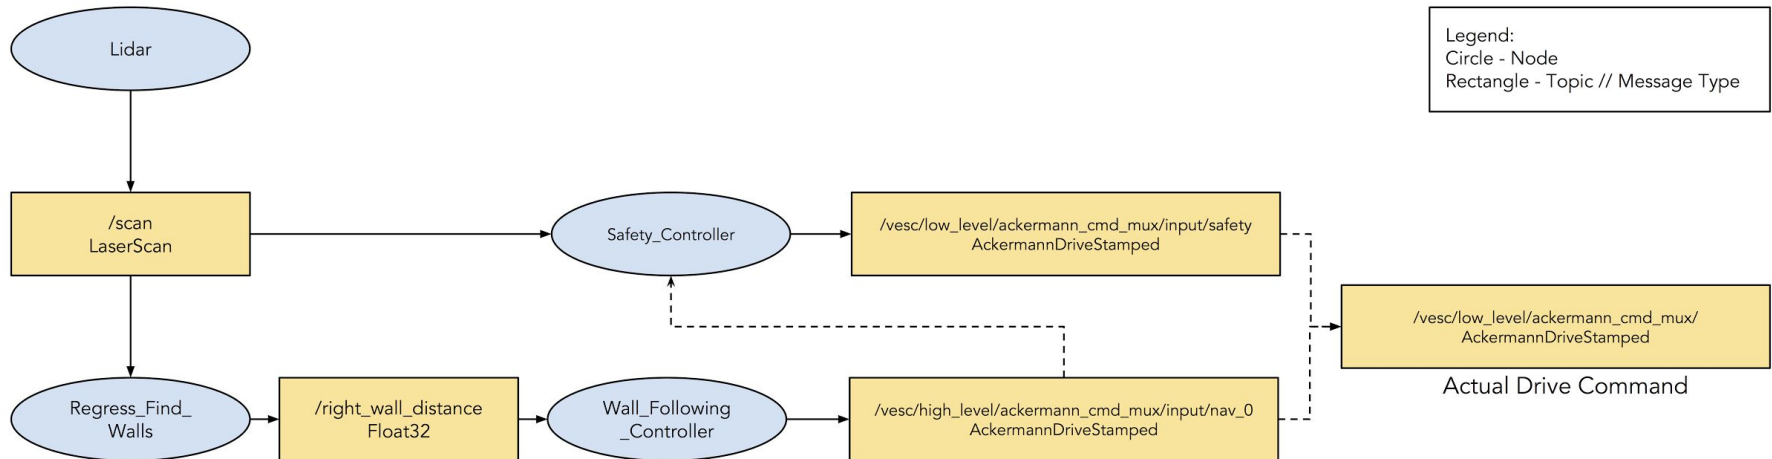 Lidar
Legend:
Circle - Node
Rectangle - Topic // Message Type
/scan
LaserScan
Safety_Controller
/vesc/low_level/ackermann_cmd_mux/input/safety
AckermannDriveStamped
/vesc/low_level/ackermann_cmd_mux/
AckermannDriveStamped
Actual Drive Command
Regress_Find_
Walls
/right_wall_distance
Float32
Wall_Following
_Controller
/vesc/high_level/ackermann_cmd_mux/input/nav_0
AckermannDriveStamped